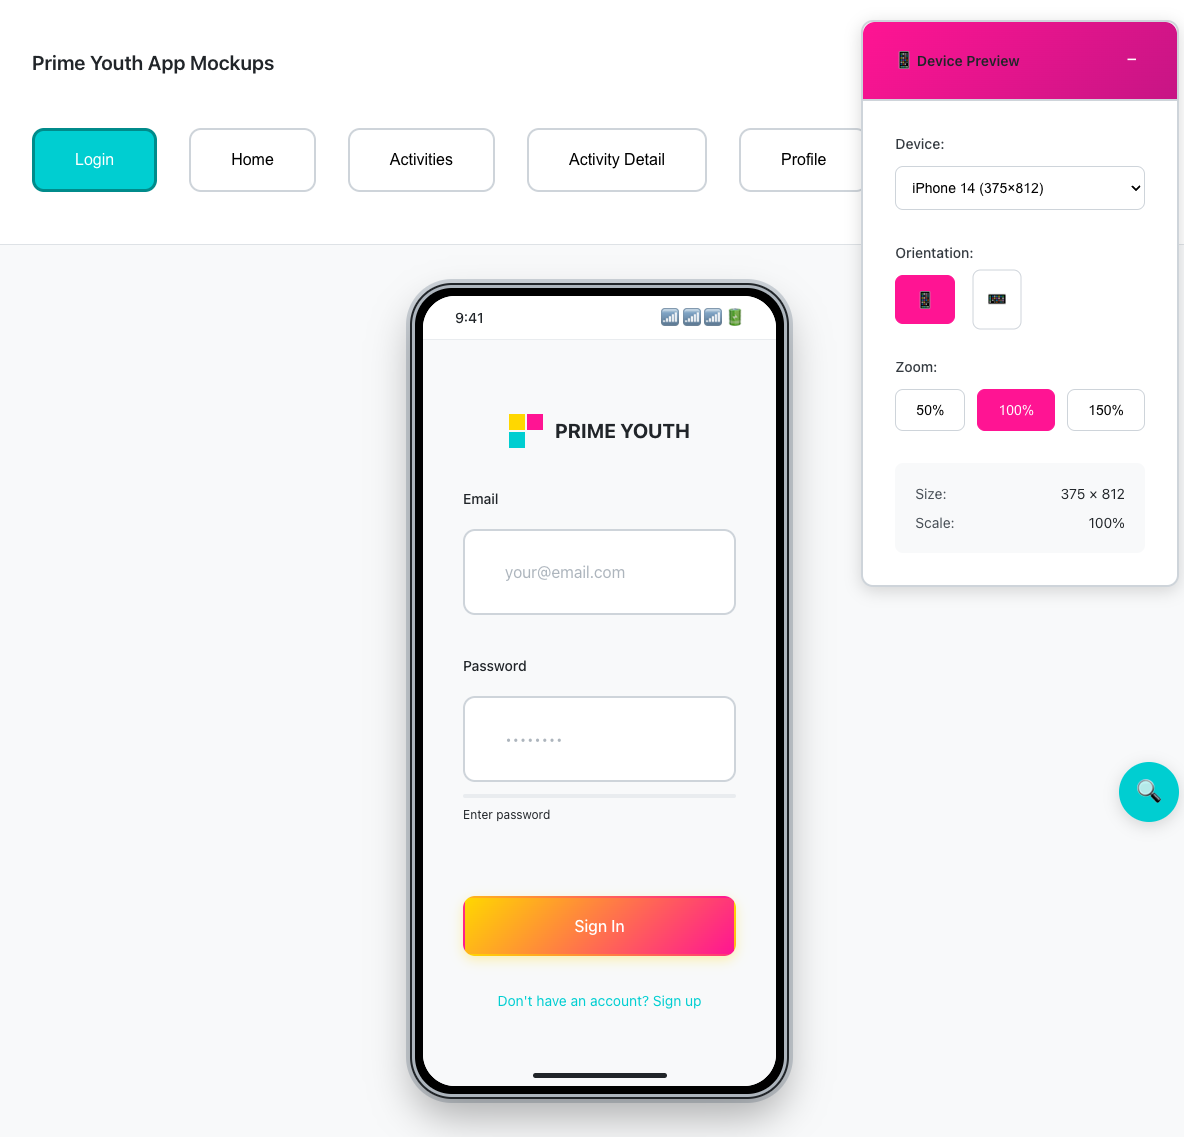 Prime Youth App Mockups
Login
Home
Activities
Activity Detail
Profile
📱 Device Preview
−
Device:
iPhone 14 (375×812)
Orientation:
Zoom:
50%
100%
150%
Size:
375 × 812
Scale:
100%
9:41
PRIME YOUTH
Email
your@email.com
Password
••••••••
Enter password
Sign In
Don't have an account? Sign up